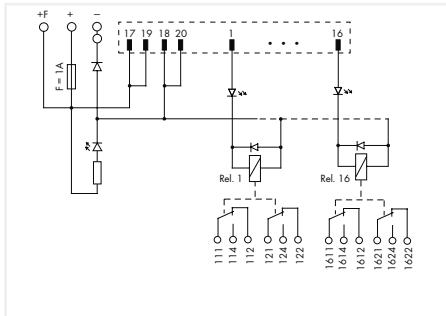 +F + –
17 19 18 20 1 • • • 16
F = 1A
Rel. 1 Rel. 16
111 114 112 121 124 122 1611 1614 1612 1621 1624 1622